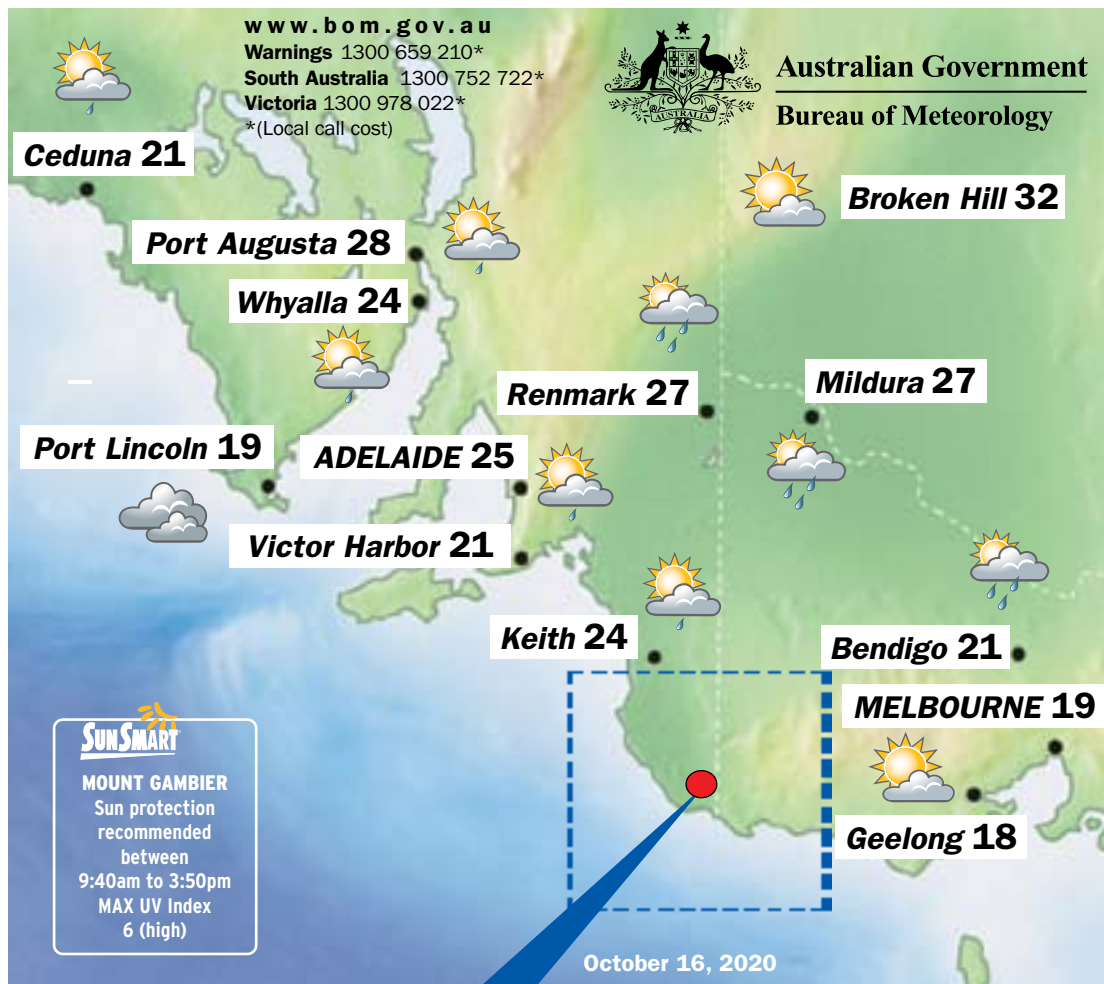 www.bom.gov.au
Warnings 1300 659 210*
South Australia 1300 752 722*
Victoria 1300 978 022*
*(Local call cost)
AUSTRALIA
Australian Government
Bureau of Meteorology
Ceduna 21
Broken Hill 32
Port Augusta 28
Whyalla 24
Renmark 27
Mildura 27
Port Lincoln 19
ADELAIDE 25
Victor Harbor 21
Keith 24
Bendigo 21
MELBOURNE 19
Geelong 18
SUNSMART
MOUNT GAMBIER
Sun protection
recommended
between
9:40am to 3:50pm
MAX UV Index
6 (high)
October 16, 2020